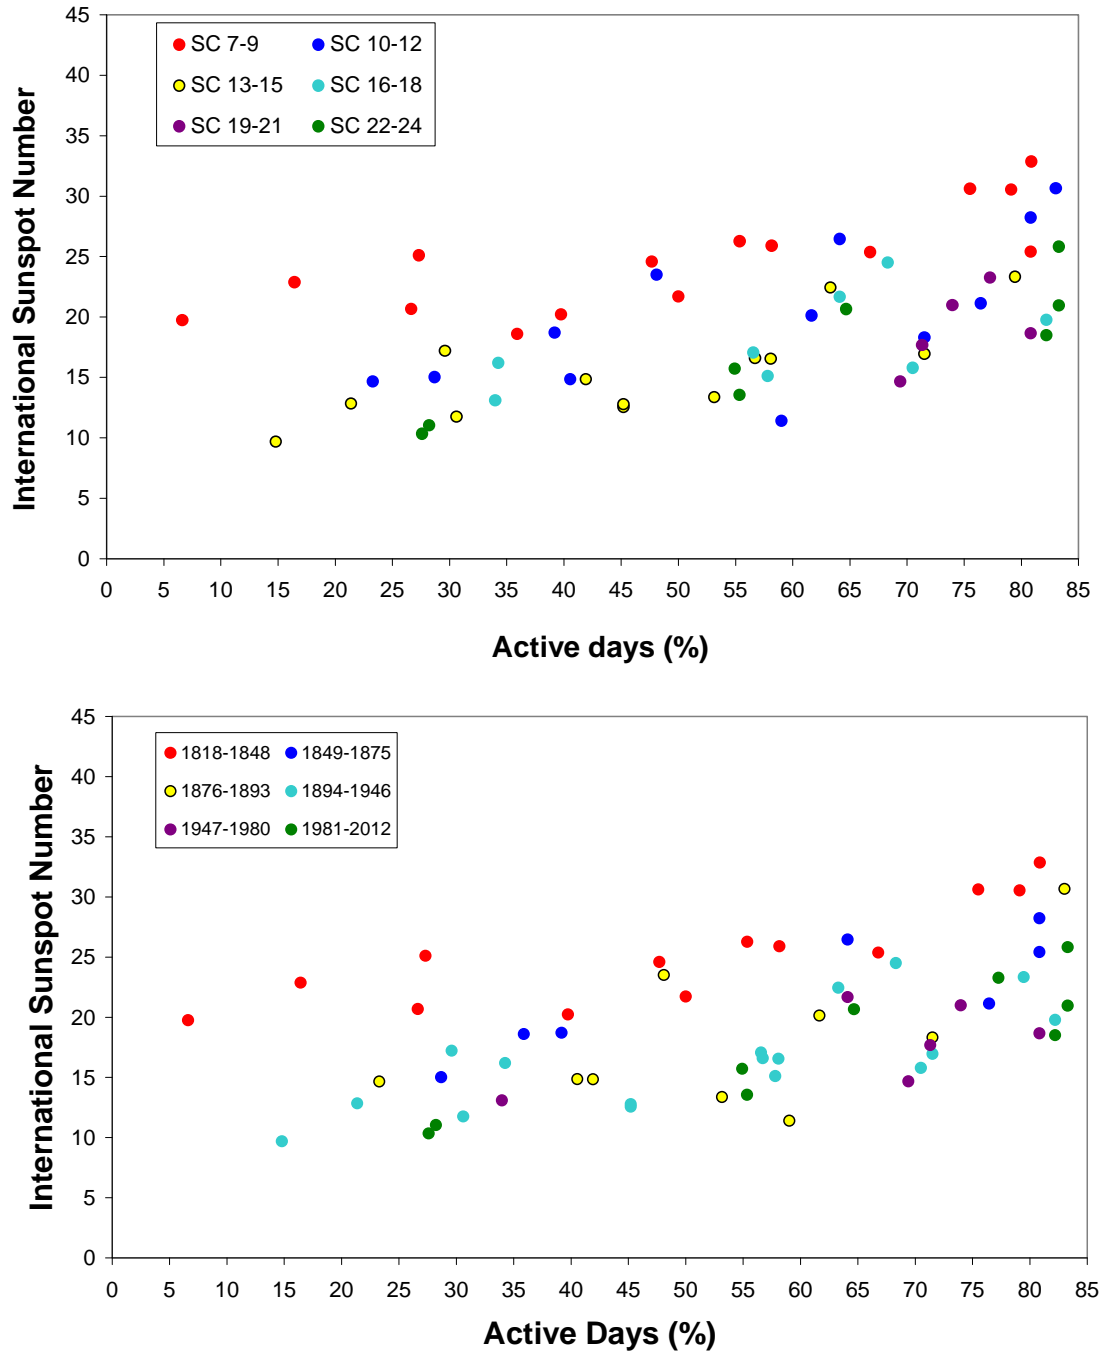 45
40
35
30
25
20
15
10
5
0
International Sunspot Number
SC 7-9 SC 10-12
SC 13-15 SC 16-18
SC 19-21 SC 22-24
0 5 10 15 20 25 30 35 40 45 50 55 60 65 70 75 80 85
Active days (%)
45
40
35
30
25
20
15
10
5
0
International Sunspot Number
1818-1848 1849-1875
1876-1893 1894-1946
1947-1980 1981-2012
0 5 10 15 20 25 30 35 40 45 50 55 60 65 70 75 80 85
Active Days (%)